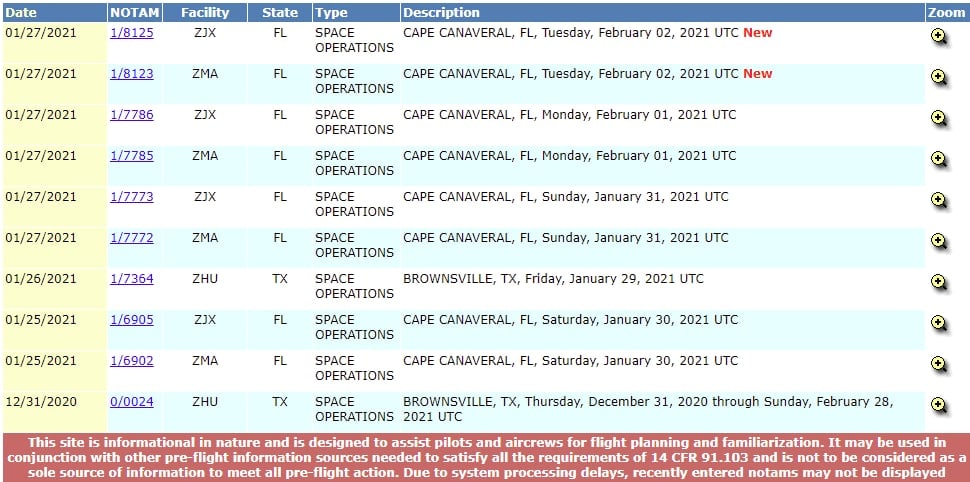 Date NOTAM Facility State Type Description Zoom
01/27/2021 1/8125 ZJX FL SPACE CAPE CANAVERAL, FL, Tuesday, February 02, 2021 UTC New
OPERATIONS
01/27/2021 1/8123 ZMA FL SPACE CAPE CANAVERAL, FL, Tuesday, February 02, 2021 UTC New
OPERATIONS
01/27/2021 1/7786 ZJX FL SPACE CAPE CANAVERAL, FL, Monday, February 01, 2021 UTC
OPERATIONS
01/27/2021 1/7785 ZMA FL SPACE CAPE CANAVERAL, FL, Monday, February 01, 2021 UTC
OPERATIONS
01/27/2021 1/7773 ZJX FL SPACE CAPE CANAVERAL, FL, Sunday, January 31, 2021 UTC
OPERATIONS
01/27/2021 1/7772 ZMA FL SPACE CAPE CANAVERAL, FL, Sunday, January 31, 2021 UTC
OPERATIONS
01/26/2021 1/7364 ZHU TX SPACE BROWNSVILLE, TX, Friday, January 29, 2021 UTC
OPERATIONS
01/25/2021 1/6905 ZJX FL SPACE CAPE CANAVERAL, FL, Saturday, January 30, 2021 UTC
OPERATIONS
01/25/2021 1/6902 ZMA FL SPACE CAPE CANAVERAL, FL, Saturday, January 30, 2021 UTC
OPERATIONS
12/31/2020 0/0024 ZHU TX SPACE BROWNSVILLE, TX, Thursday, December 31, 2020 through Sunday, February 28,
OPERATIONS 2021 UTC
This site is informational in nature and is designed to assist pilots and aircrews for flight planning and familiarization. It may be used in
conjunction with other pre-flight information sources needed to satisfy all the requirements of 14 CFR 91.103 and is not to be considered as a
sole source of information to meet all pre-flight action. Due to system processing delays, recently entered notams may not be displayed